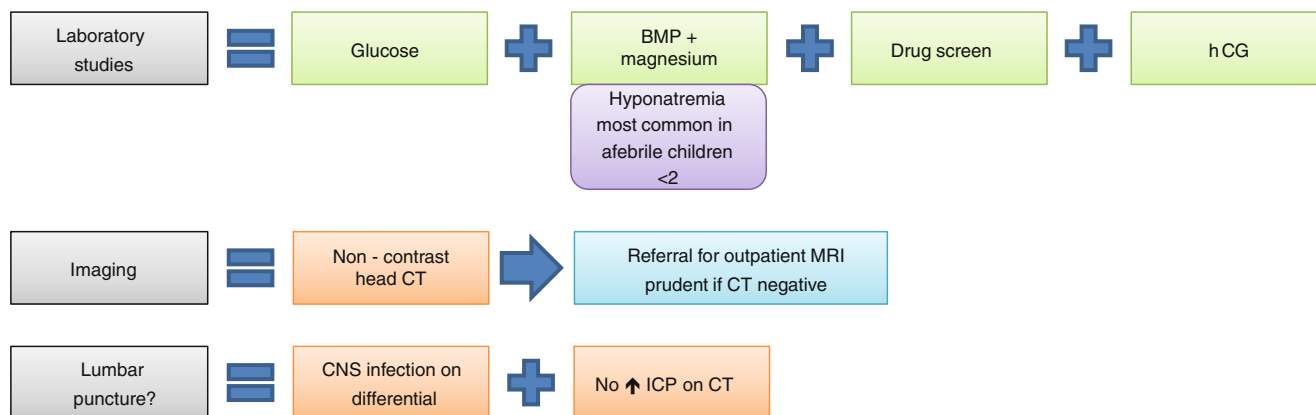 Laboratory
studies
Glucose
BMP +
magnesium
Drug screen
hCG
Hyponatremia
most common in
afebrile children
<2
Imaging
Non - contrast
head CT
Referral for outpatient MRI
prudent if CT negative
Lumbar
puncture?
CNS infection on
differential
No ↑ ICP on CT